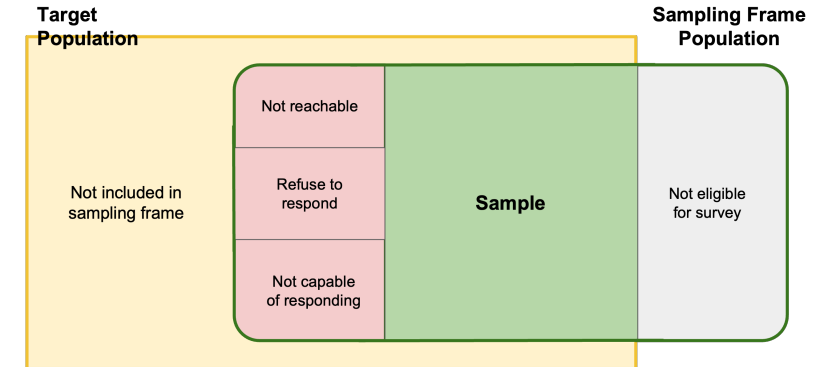 Target
Population
Sampling Frame
Population
Not reachable
Refuse to
respond
Not capable
of responding
Not included in
sampling frame
Sample
Not eligible
for survey